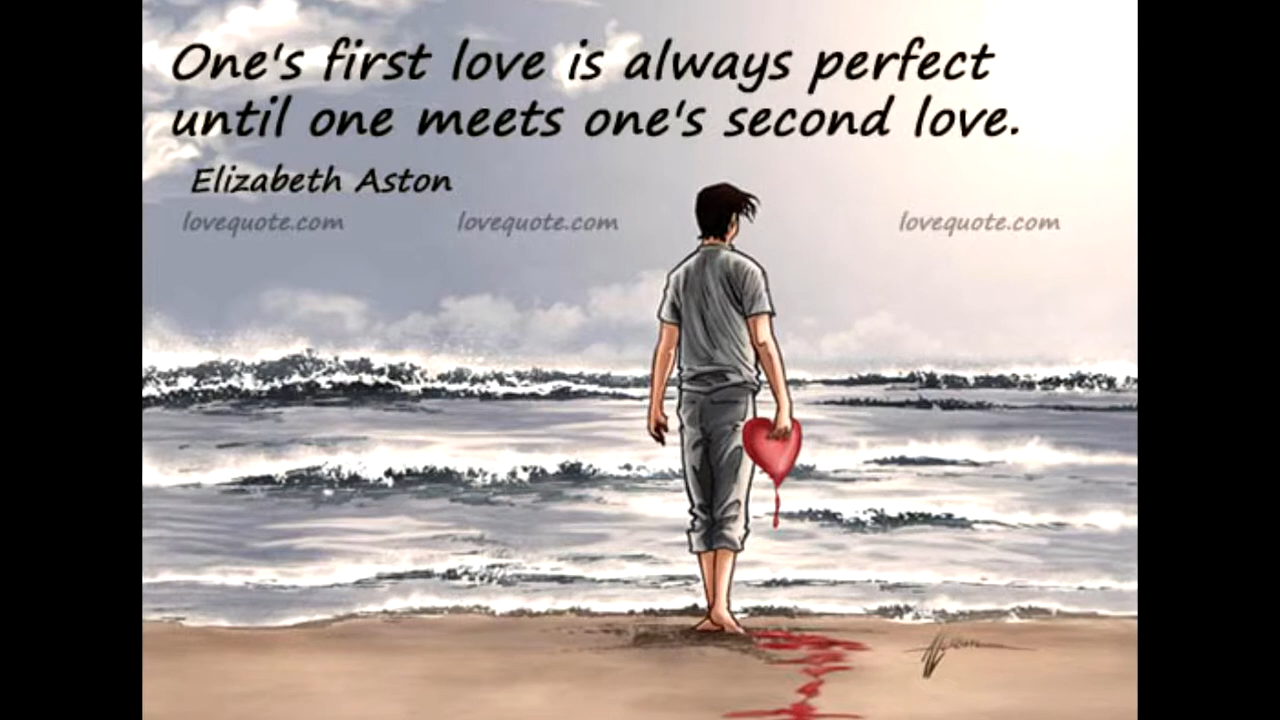 One's first love is always perfect
until one meets one's second love.
Elizabeth Aston
lovequote.com lovequote.com lovequote.com